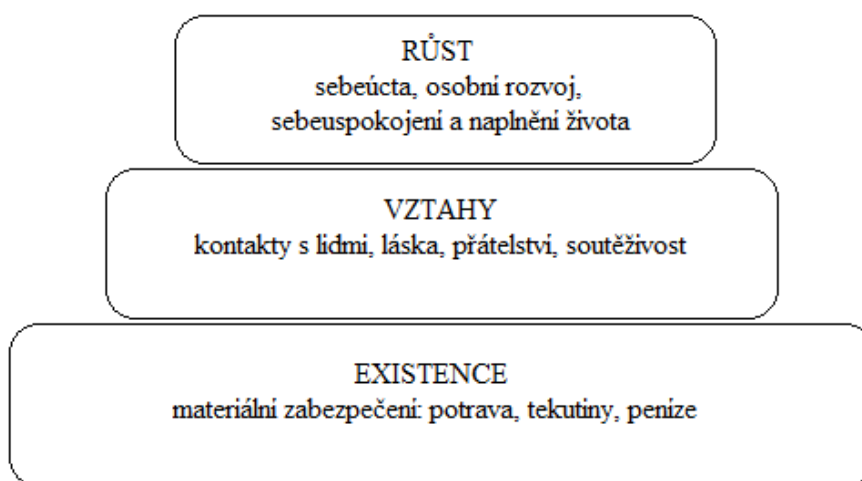 RŮST
sebeúcta, osobní rozvoj,
sebeuspokojení a naplnění života
VZTAHY
kontakty s lidmi, láska, přátelství, soutěživost
EXISTENCE
materiální zabezpečení: potrava, tekutiny, peníze